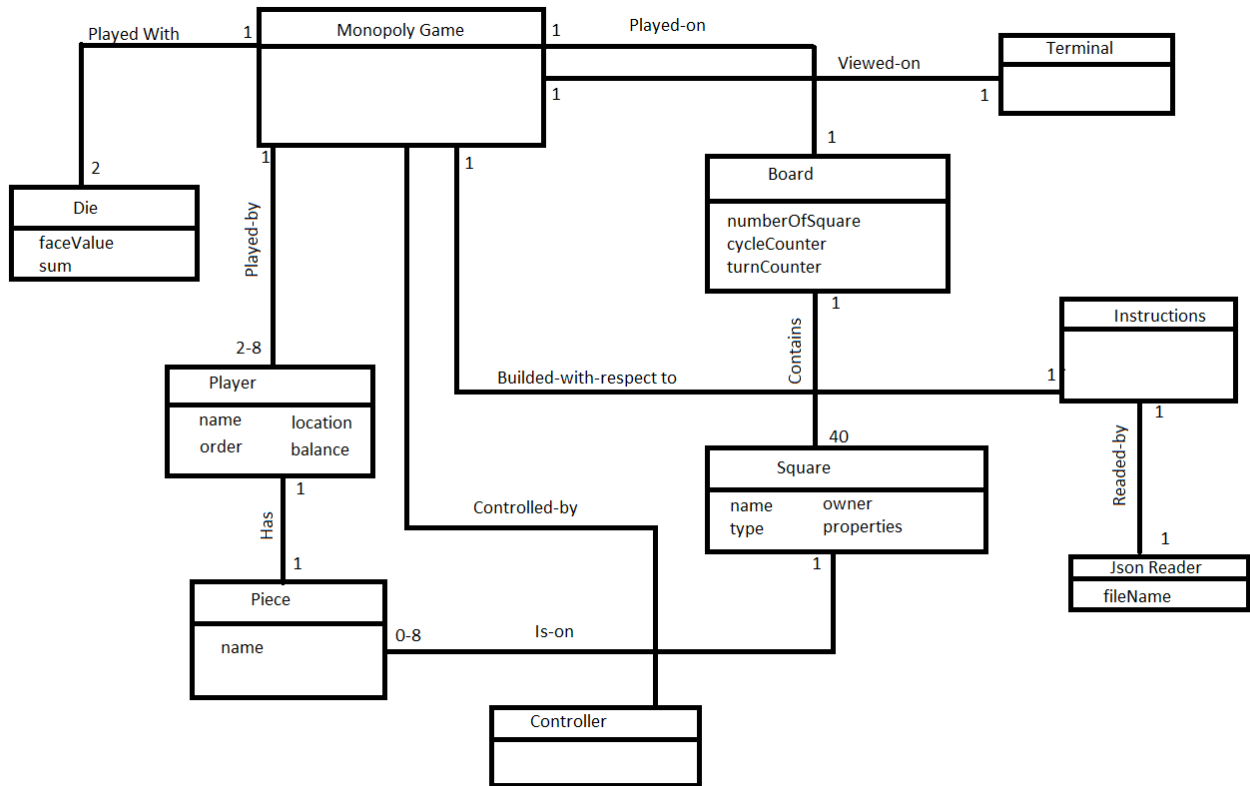 Played With
1
Monopoly Game
1
Played-on
Terminal
Viewed-on
1
1
2
1
1
1
Board
numberOfSquare
cycleCounter
turnCounter
Die
faceValue
sum
Played-by
1
Contains
Instructions
2-8
Player
name
location
order
balance
Builded-with-respect to
1
1
Readed-by
1
40
Square
name
owner
type
properties
1
Has
1
Controlled-by
1
Json Reader
fileName
1
Piece
name
0-8
Is-on
Controller